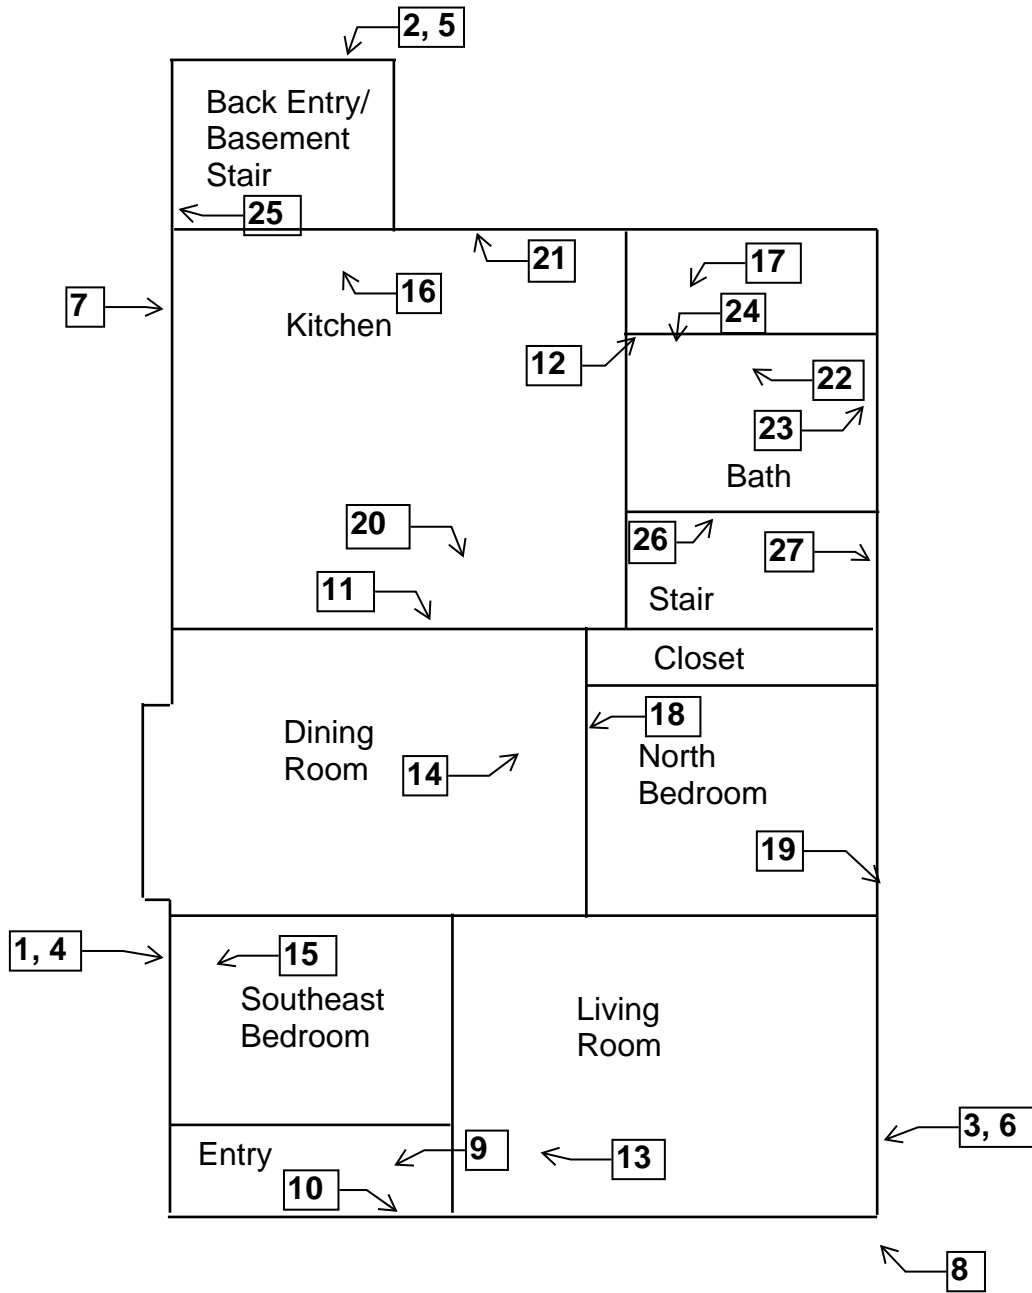 2, 5
Back Entry/
Basement
Stair
25
21
17
7
16
24
Kitchen
12
22
23
Bath
20
26
27
11
Stair
Closet
18
Dining
Room
14
North
Bedroom
19
1, 4
15
Southeast
Bedroom
Living
Room
3, 6
Entry
9
13
10
8